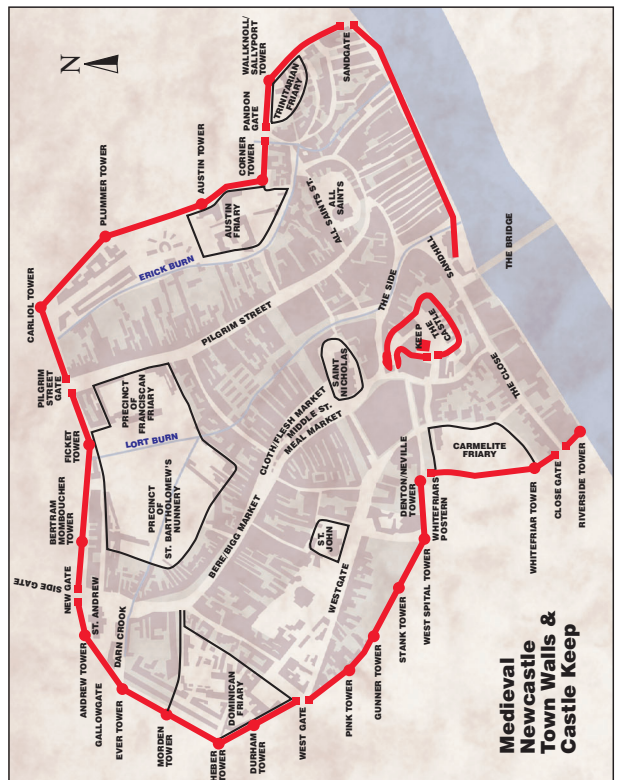 N
WALLKNOLL/
SALLYPORT
TOWER
SANDGATE
TRINITARIAN
FRIARY
PANDON
GATE
CORNER
TOWER
AUSTIN TOWER
PLUMMER TOWER
AUSTIN
FRIARY
ALL SAINTS ST.
ALL
SAINTS
ERICK BURN
CARLIOL TOWER
PILGRIM STREET
THE SIDE
SANDHILL
THE BRIDGE
KEEP
THE
CASTLE
PILGRIM
STREET
GATE
PRECINCT
OF
FRANCISCAN
FRIARY
SAINT
NICHOLAS
THE CLOSE
FICKET
TOWER
LORT BURN
CLOTH/FLESH MARKET
MIDDLE ST.
MEAL MARKET
CARMELITE
FRIARY
BERTRAM
MOMBOUCHER
TOWER
PRECINCT
OF
ST. BARTHOLOMEW'S
NUNNERY
DENTON/NEVILLE
TOWER
WHITEFRIARS
POSTERN
WHITEFRIAR TOWER
CLOSE GATE
RIVERSIDE TOWER
SIDE GATE
NEW GATE
ST. ANDREW
BERE/BIGG MARKET
ST.
JOHN
WESTGATE
WEST SPITAL TOWER
STANK TOWER
GUNNER TOWER
PINK TOWER
ANDREW TOWER
GALLOWGATE
DARN CROOK
EVER TOWER
MORDEN
TOWER
DOMINICAN
FRIARY
HEBER
TOWER
DURHAM
TOWER
WEST GATE
Medieval
Newcastle
Town Walls &
Castle Keep